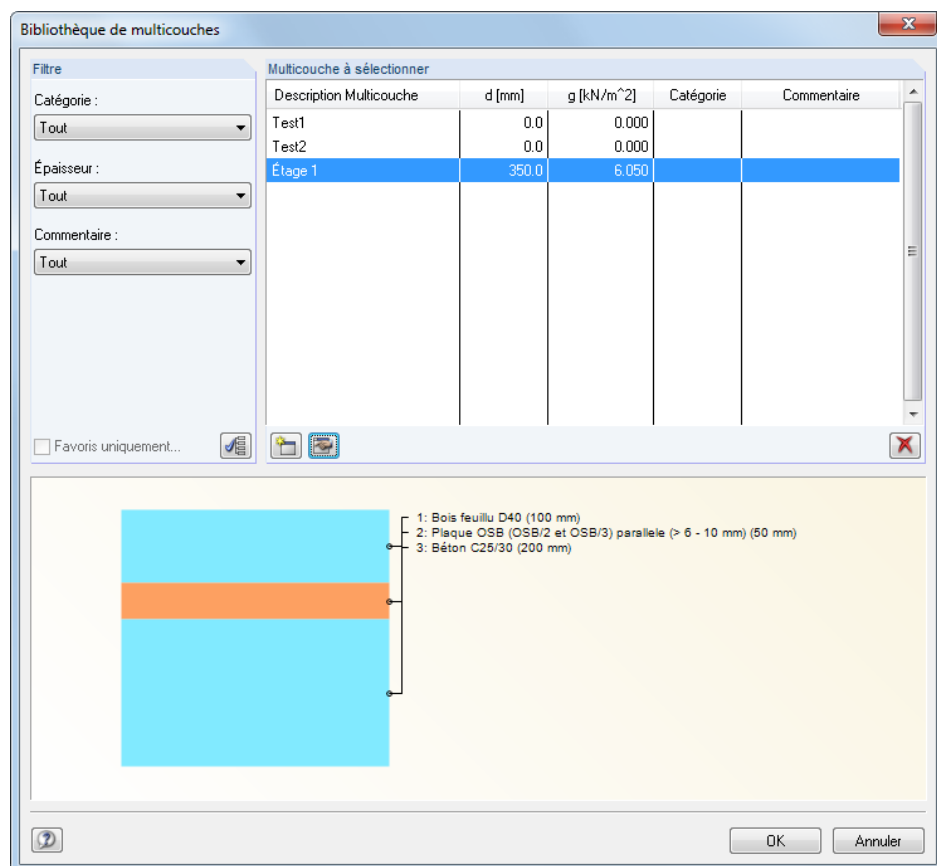 Bibliothèque de multicouches
Filtre
Catégorie :
Tout
Épaisseur :
Tout
Commentaire :
Tout
Favoris uniquement...
Multicouche à sélectionner
Description Multicouche d [mm] g [kN/m^2] Catégorie Commentaire
Test1 0.0 0.000
Test2 0.0 0.000
Étage 1 350.0 6.050
1: Bois feuillu D40 (100 mm)
2: Plaque OSB (OSB/2 et OSB/3) parallele (> 6 - 10 mm) (50 mm)
3: Béton C25/30 (200 mm)
OK Annuler